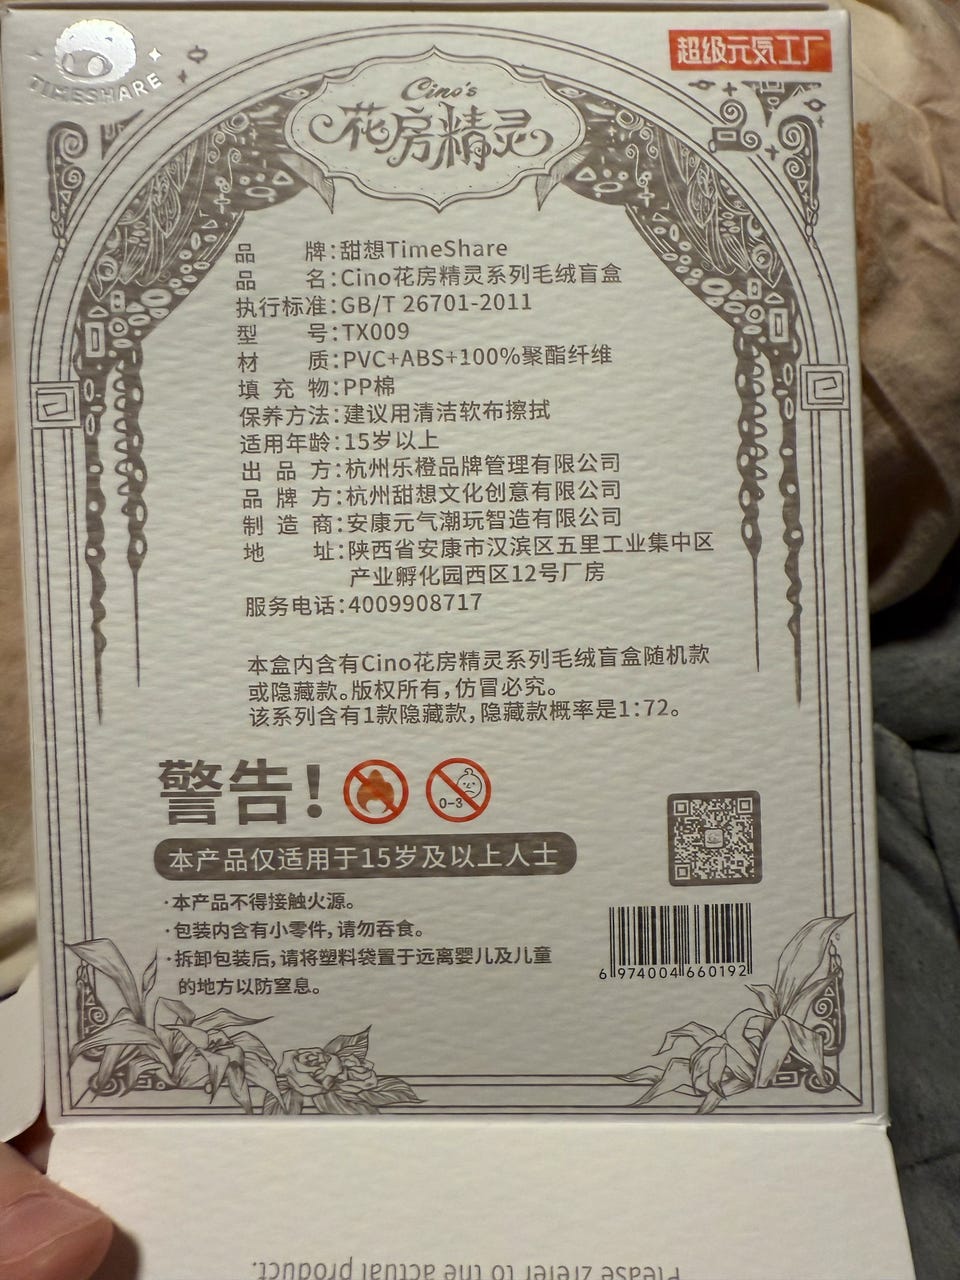 TIMESHARE
超级元気工厂
Cino's
花房精灵
品牌:甜想TimeShare
品名:Cino花房精灵系列毛绒盲盒
执行标准:GB/T 26701-2011
型号:TX009
材质:PVC+ABS+100%聚酯纤维
填充物:PP棉
保养方法:建议用清洁软布擦拭
适用年龄:15岁以上
出品方:杭州乐橙品牌管理有限公司
品牌方:杭州甜想文化创意有限公司
制造商:安康元气潮玩智造有限公司
地址:陕西省安康市汉滨区五里工业集中区
产业孵化园西区12号厂房
服务电话:4009908717
本盒内含有Cino花房精灵系列毛绒盲盒随机款
或隐藏款。版权所有,仿冒必究。
该系列含有1款隐藏款,隐藏款概率是1:72。
警告!
0-3
本产品仅适用于15岁及以上人士
·本产品不得接触火源。
·包装内含有小零件,请勿吞食。
·拆卸包装后,请将塑料袋置于远离婴儿及儿童
的地方以防窒息。
6 974004 660192
Please zrefer to the actual product.